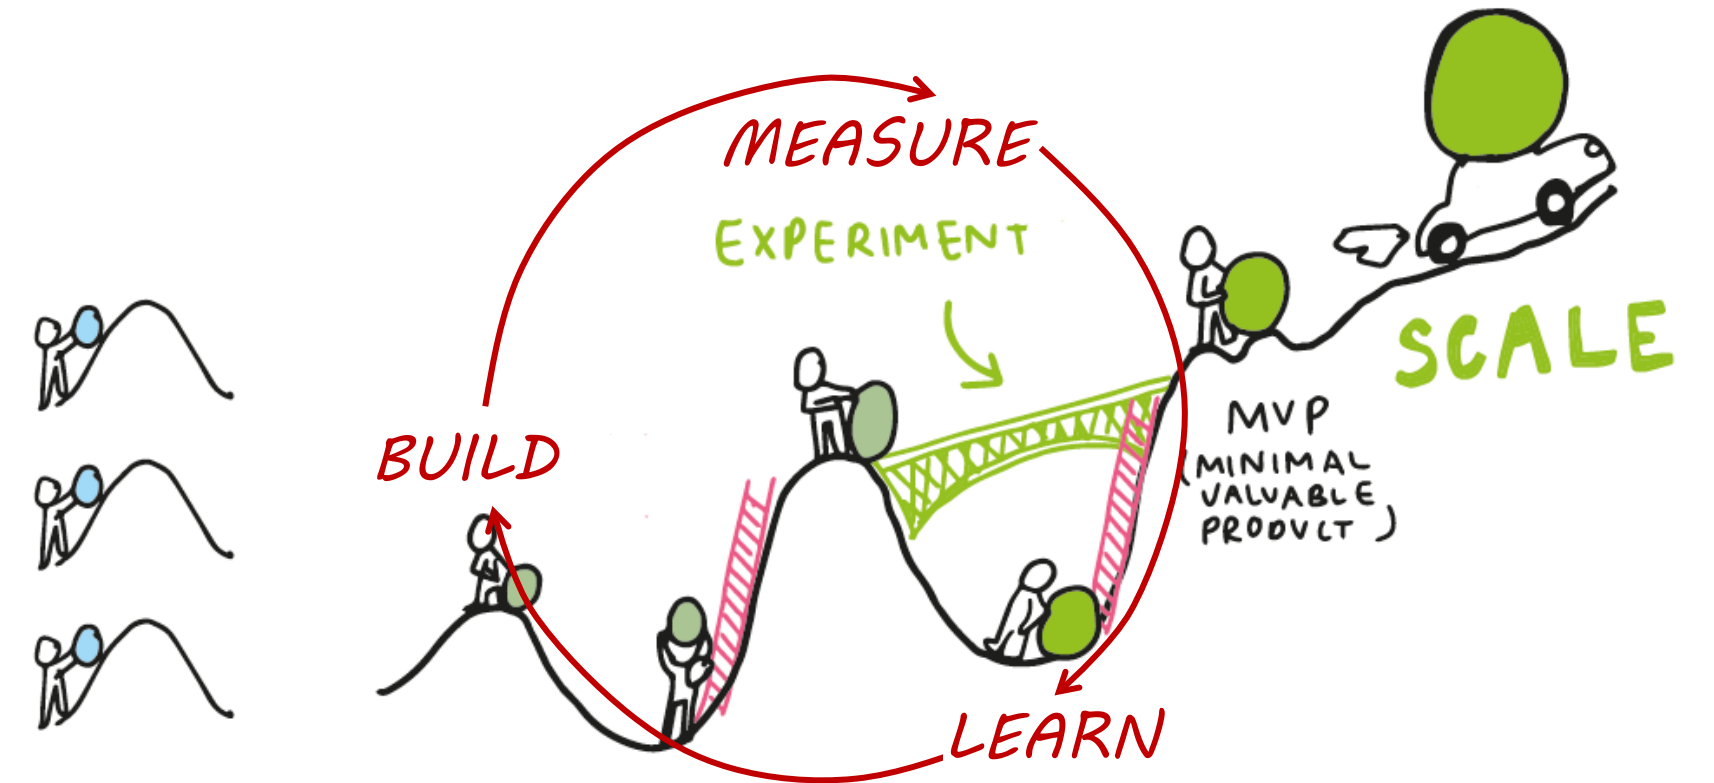 MEASURE
EXPERIMENT
SCALE
MVP
(MINIMAL
VALUABLE
PRODUCT)
BUILD
LEARN